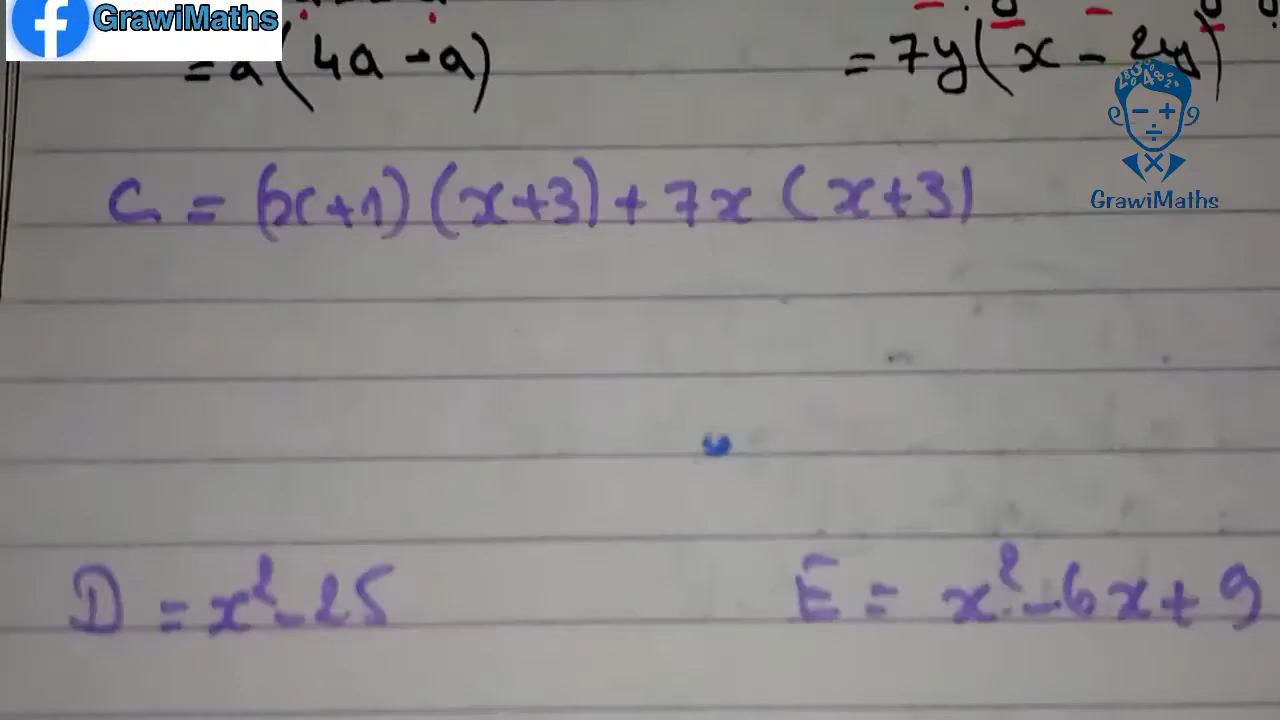 GrawiMaths
= a(4a - a)
= 7y(x - 2y)
GrawiMaths
C = (x+1)(x+3)+7x(x+3)
D = x² - 25
E = x² - 6x + 9